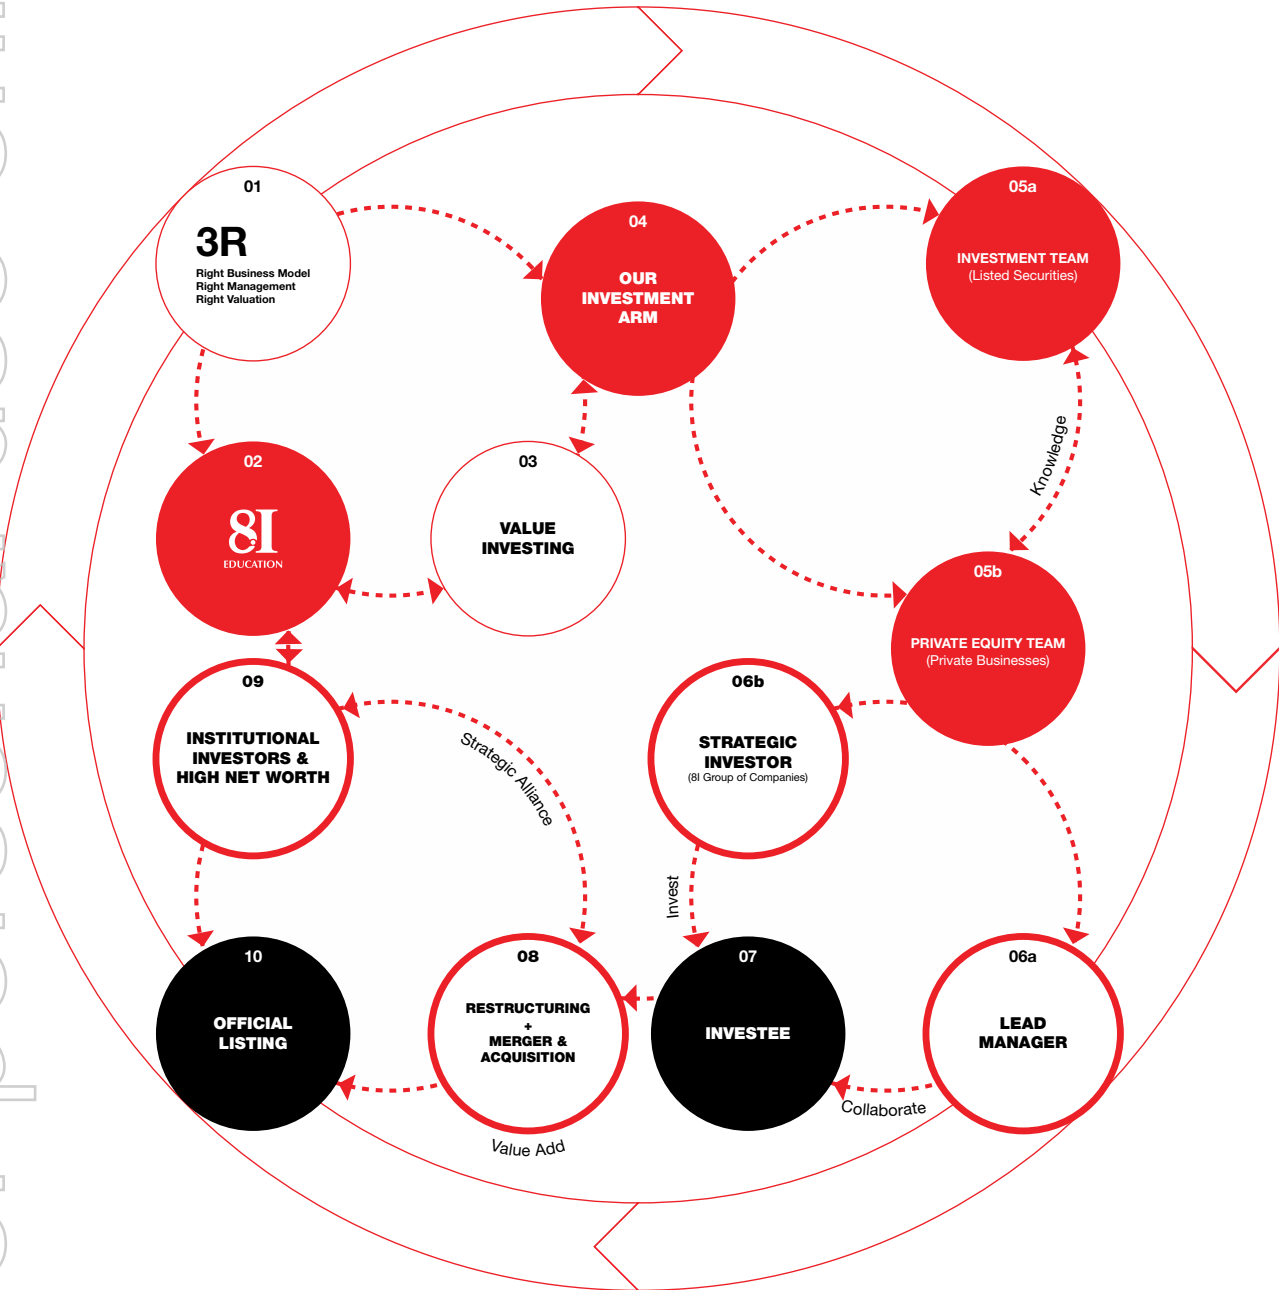 01
3R
Right Business Model
Right Management
Right Valuation
04
OUR
INVESTMENT
ARM
05a
INVESTMENT TEAM
(Listed Securities)
02
8I
EDUCATION
03
VALUE
INVESTING
Knowledge
05b
PRIVATE EQUITY TEAM
(Private Businesses)
09
INSTITUTIONAL
INVESTORS &
HIGH NET WORTH
Strategic Alliance
06b
STRATEGIC
INVESTOR
(8I Group of Companies)
Invest
10
OFFICIAL
LISTING
08
RESTRUCTURING
+
MERGER &
ACQUISITION
Value Add
07
INVESTEE
Collaborate
06a
LEAD
MANAGER